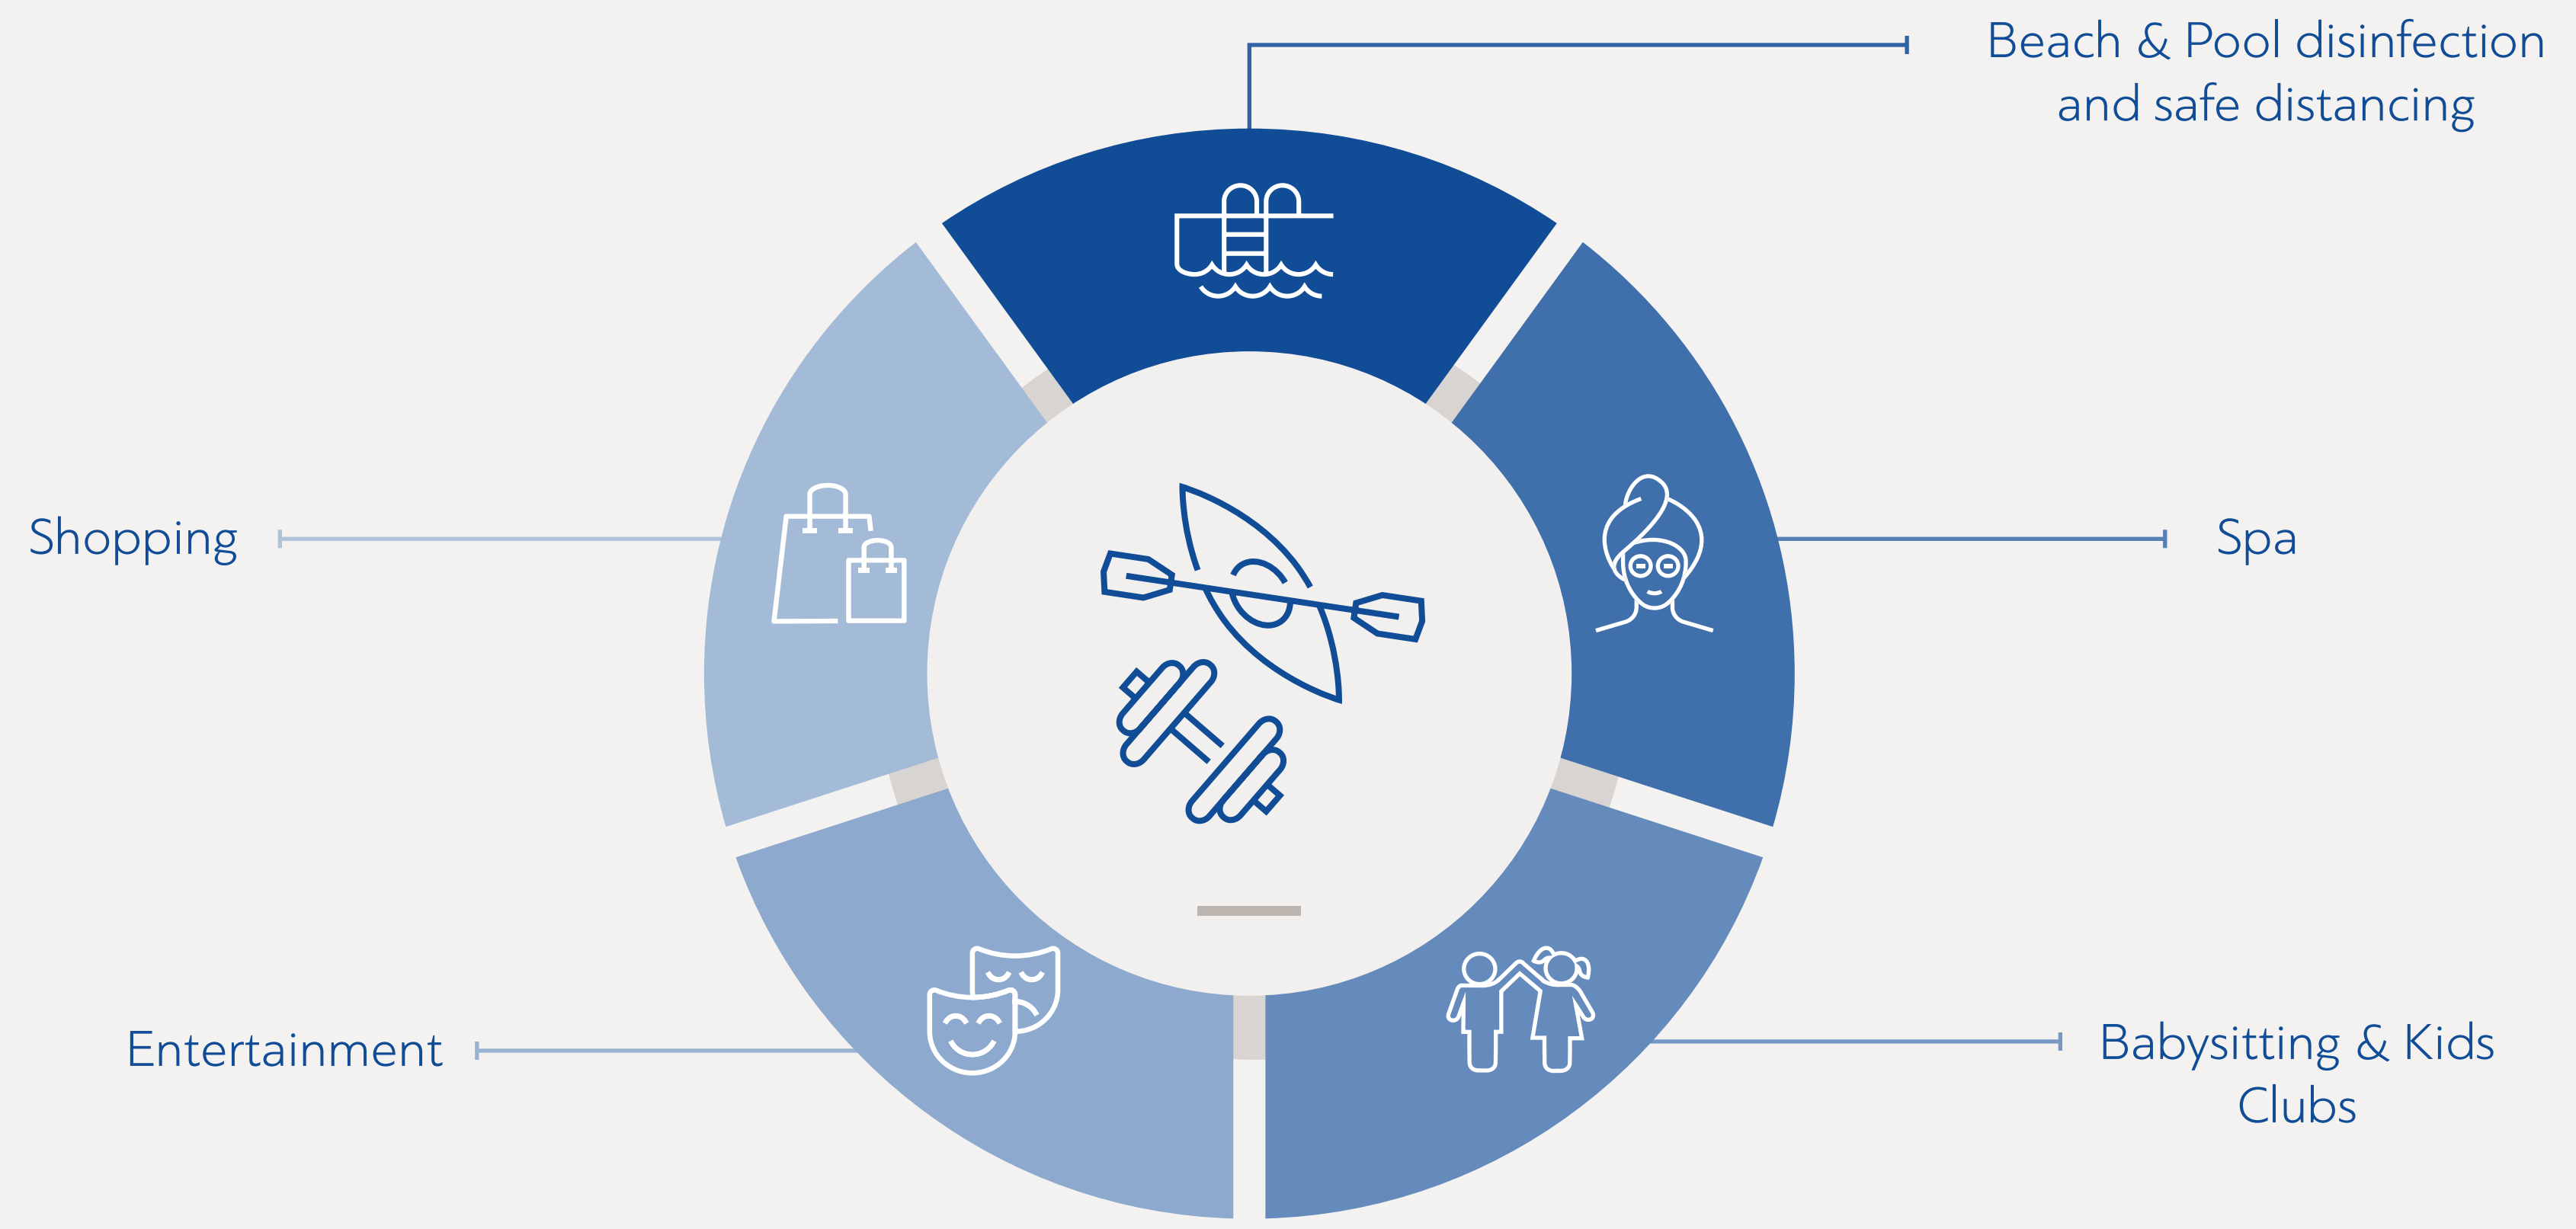 Beach & Pool disinfection
and safe distancing
Shopping
Spa
Entertainment
Babysitting & Kids
Clubs